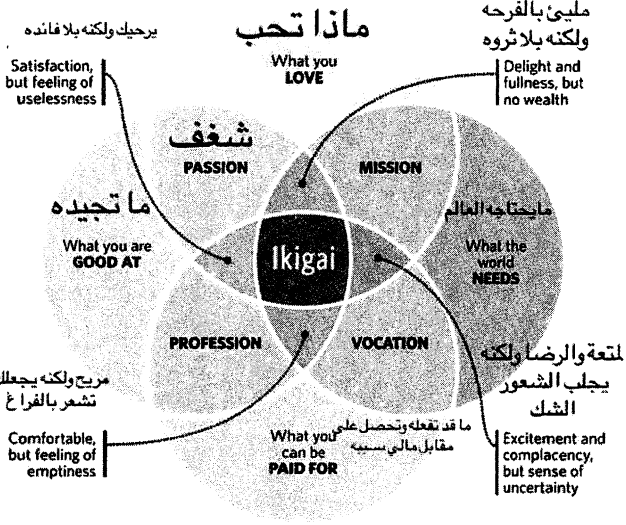 ماذا تحب
What you
LOVE
مليئ بالفرحه
ولكنه بلا ثروه
Delight and
fullness, but
no wealth
يرحيك ولكنه بلا فائده
Satisfaction,
but feeling of
uselessness
شغف
PASSION
MISSION
ما تجيده
What you are
GOOD AT
Ikigai
مايحتاجه العالم
What the
world
NEEDS
PROFESSION
VOCATION
مريح ولكنه يجعلك
تشعر بالفراغ
Comfortable,
but feeling of
emptiness
What you
can be
PAID FOR
ما قد تفعله وتحصل على
مقابل مالي
لمتعة والرضا ولكنه
يجلب الشعور
الشك
Excitement and
complacency,
but sense of
uncertainty